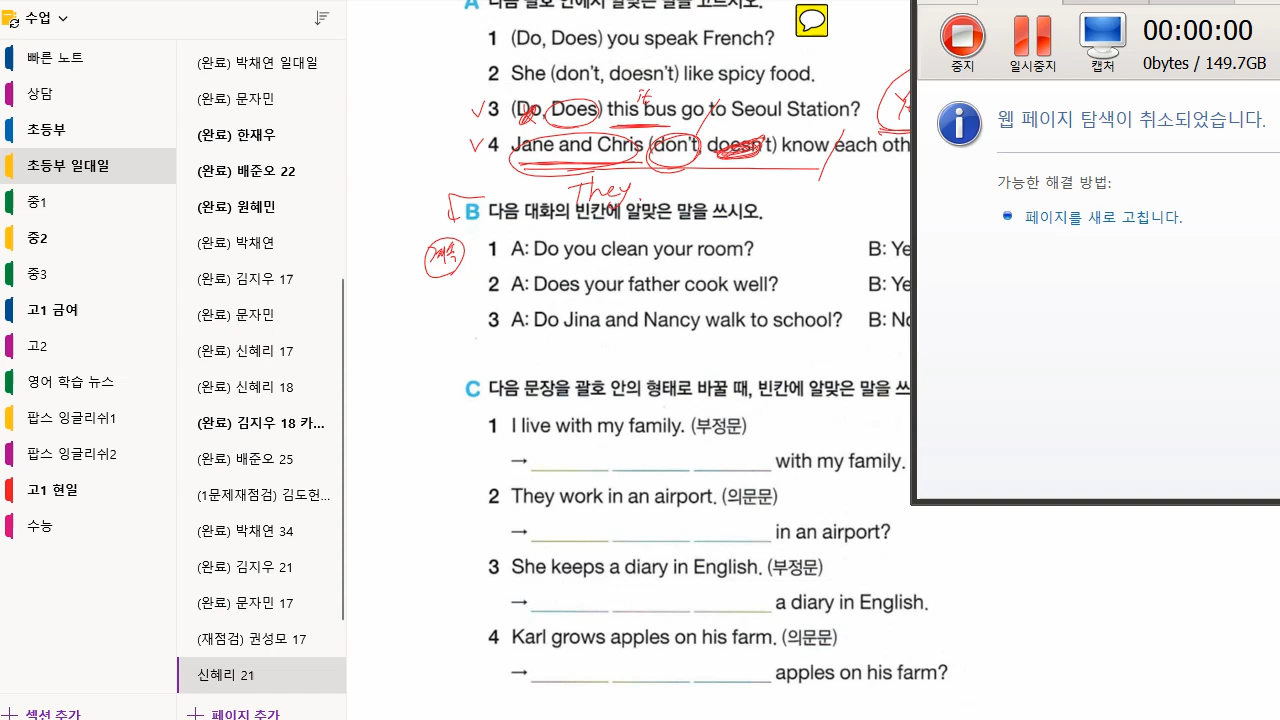 수업
빠른 노트
상담
초등부
초등부 일대일
중1
중2
중3
고1 금여
고2
영어 학습 뉴스
팝스 잉글리쉬1
팝스 잉글리쉬2
고1 현일
수능
섹션 추가
(완료) 박채연 일대일
(완료) 문자민
(완료) 한재우
(완료) 배준오 22
(완료) 원혜민
(완료) 박채연
(완료) 김지우 17
(완료) 문자민
(완료) 신혜리 17
(완료) 신혜리 18
(완료) 김지우 18 카...
(완료) 배준오 25
(1문제재점검) 김도헌...
(완료) 박채연 34
(완료) 김지우 21
(완료) 문자민 17
(재점검) 권성모 17
신혜리 21
페이지 추가
A 다음 괄호 안에서 알맞은 말을 고르시오.
1 (Do, Does) you speak French?
2 She (don't, doesn't) like spicy food.
it
3 (Do, Does) this bus go to Seoul Station?
4 Jane and Chris (don't, doesn't) know each oth
They
B 다음 대화의 빈칸에 알맞은 말을 쓰시오.
계속
1 A: Do you clean your room? B: Ye
2 A: Does your father cook well? B: Ye
3 A: Do Jina and Nancy walk to school? B: No
C 다음 문장을 괄호 안의 형태로 바꿀 때, 빈칸에 알맞은 말을 쓰
1 I live with my family. (부정문)
→ with my family.
2 They work in an airport. (의문문)
→ in an airport?
3 She keeps a diary in English. (부정문)
→ a diary in English.
4 Karl grows apples on his farm. (의문문)
→ apples on his farm?
중지
일시중지
캡처
00:00:00
0bytes / 149.7GB
웹 페이지 탐색이 취소되었습니다.
가능한 해결 방법:
페이지를 새로 고칩니다.